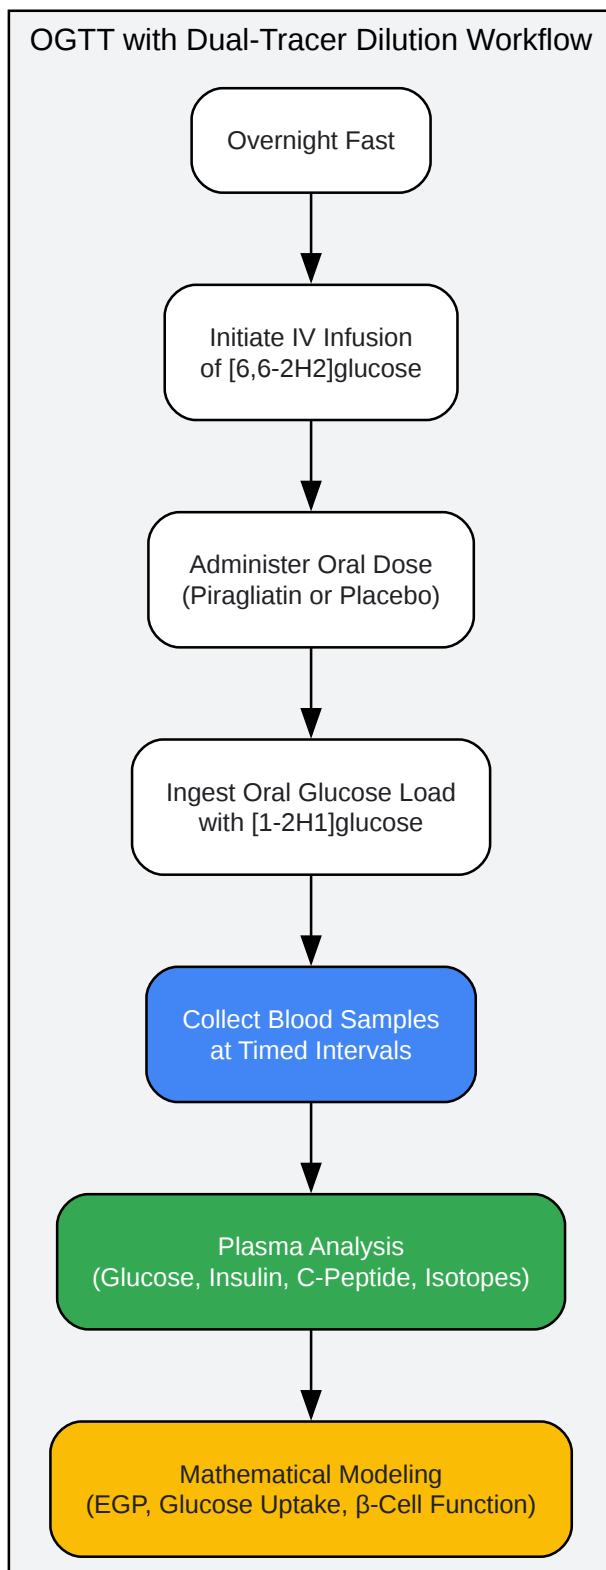 OGTT with Dual-Tracer Dilution Workflow
Overnight Fast
Initiate IV Infusion
of [6,6-2H2]glucose
Administer Oral Dose
(Piragliatin or Placebo)
Ingest Oral Glucose Load
with [1-2H1]glucose
Collect Blood Samples
at Timed Intervals
Plasma Analysis
(Glucose, Insulin, C-Peptide, Isotopes)
Mathematical Modeling
(EGP, Glucose Uptake, β-Cell Function)